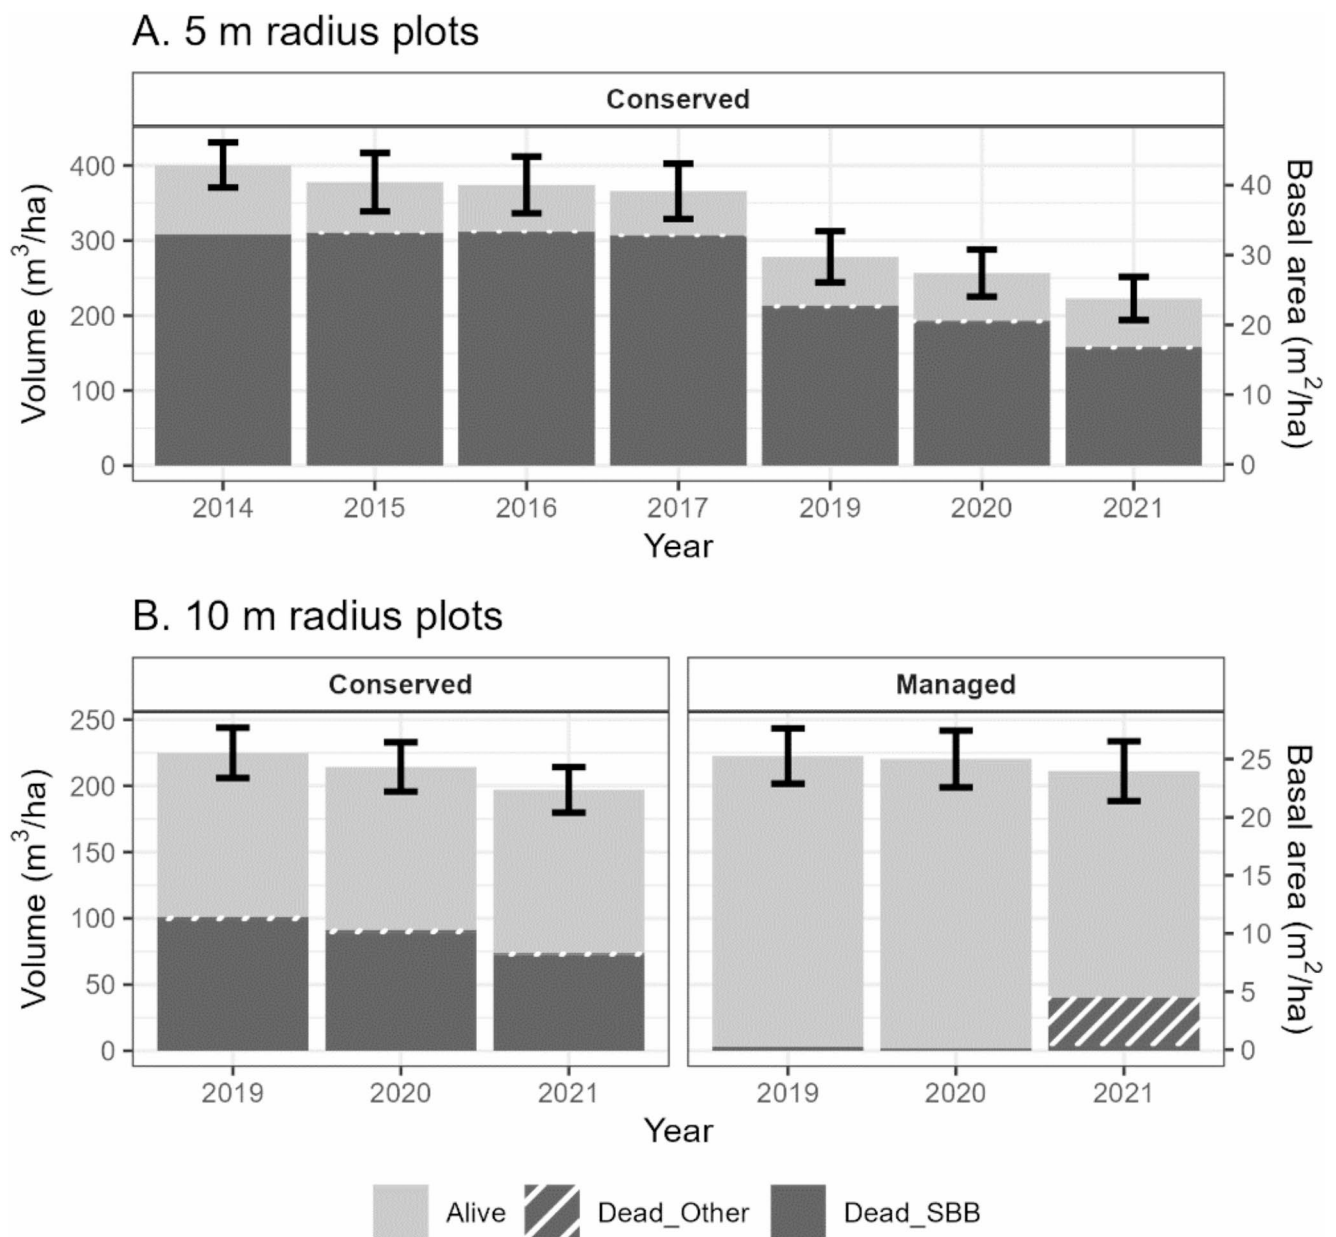 A. 5 m radius plots
Conserved
Volume (m³/ha)
400
300
200
100
0
Basal area (m²/ha)
40
30
20
10
0
2014 2015 2016 2017 2019 2020 2021
Year
B. 10 m radius plots
Conserved Managed
Volume (m³/ha)
250
200
150
100
50
0
Basal area (m²/ha)
25
20
15
10
5
0
2019 2020 2021 2019 2020 2021
Year
Alive Dead_Other Dead_SBB